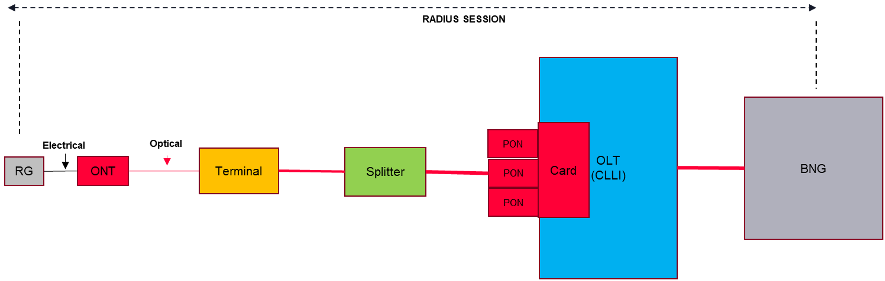 RADIUS SESSION
Electrical
Optical
RG
ONT
Terminal
Splitter
PON
PON
PON
Card
OLT
(CLLI)
BNG